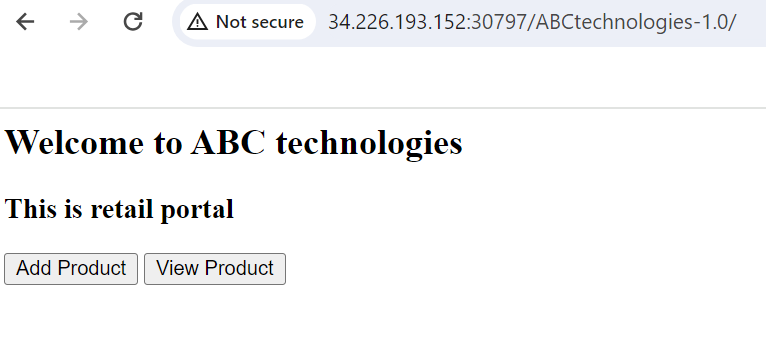 Not secure 34.226.193.152:30797/ABCtechnologies-1.0/
Welcome to ABC technologies
This is retail portal
Add Product View Product